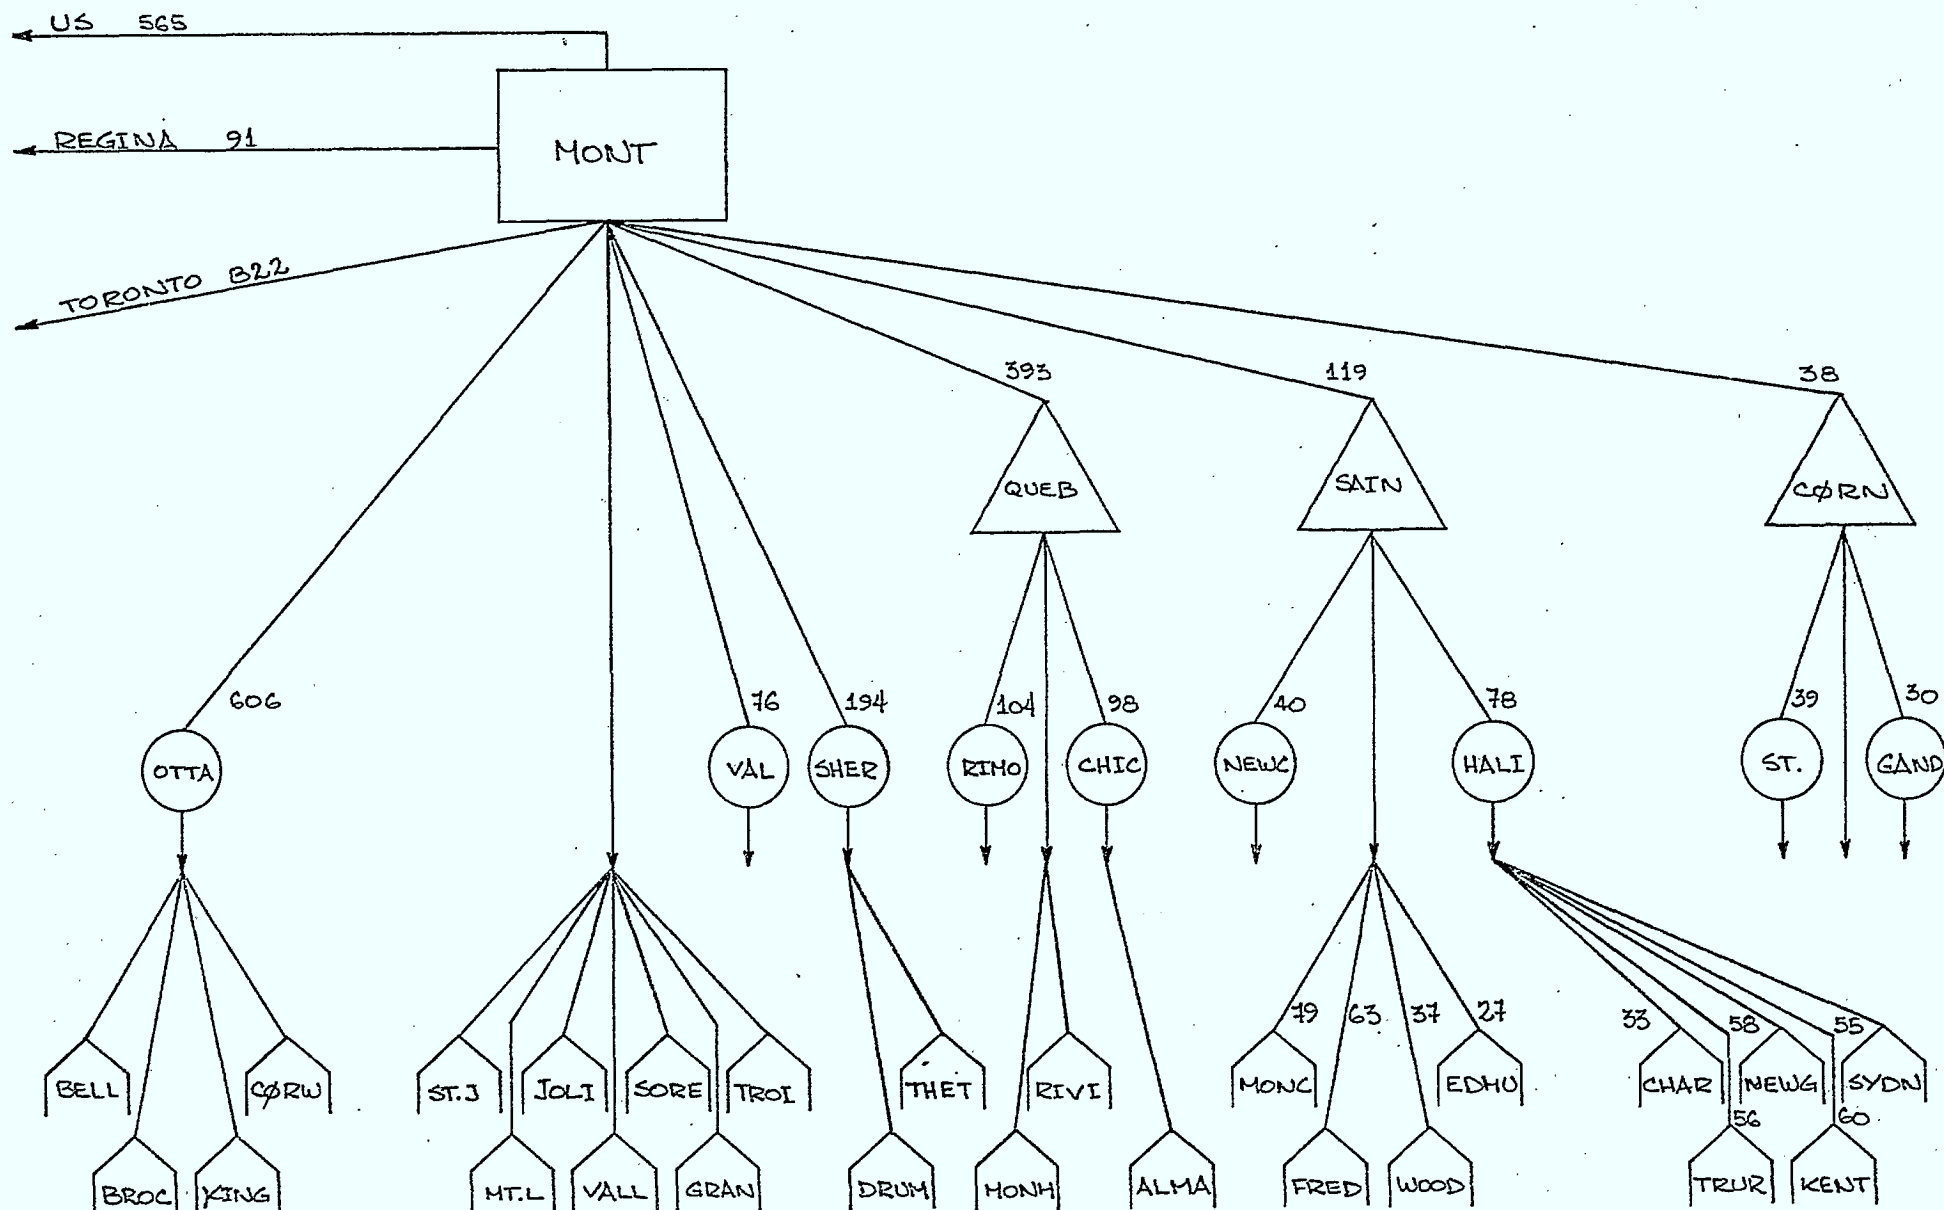 US 565
REGINA 91
MONT
TORONTO 822
393
119
38
QUEB
SAIN
CØRN
606
76
194
104
98
40
78
39
30
OTTA
VAL
SHER
RIMO
CHIC
NEWC
HALI
ST.
GAND
79
63
37
27
33
58
55
BELL
CØRW
ST.J
JOLI
SORE
TROI
THET
RIVI
MONC
EDMU
CHAR
NEWG
SYDN
56
60
BROC
KING
MT.L
VALL
GRAN
DRUM
MONM
ALMA
FRED
WOOD
TRUR
KENT